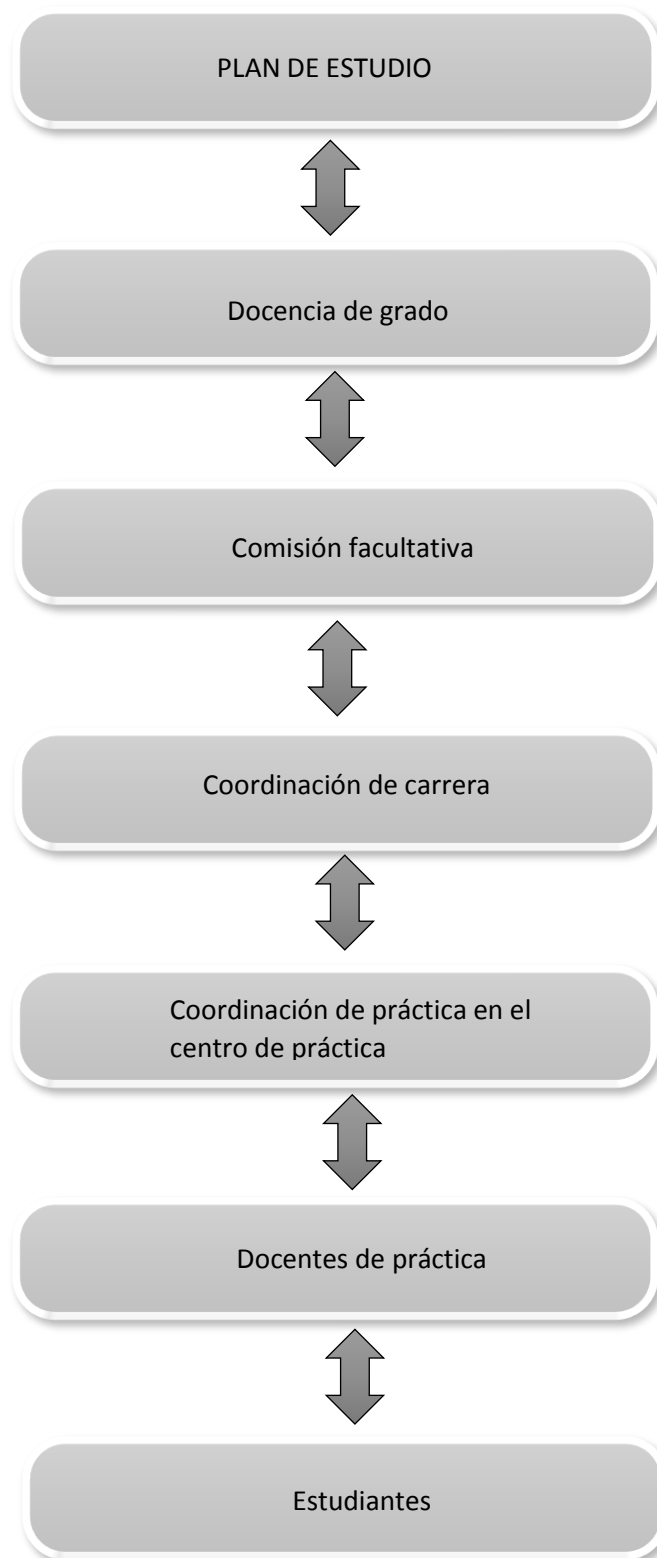 PLAN DE ESTUDIO
Docencia de grado
Comisión facultativa
Coordinación de carrera
Coordinación de práctica en el
centro de práctica
Docentes de práctica
Estudiantes